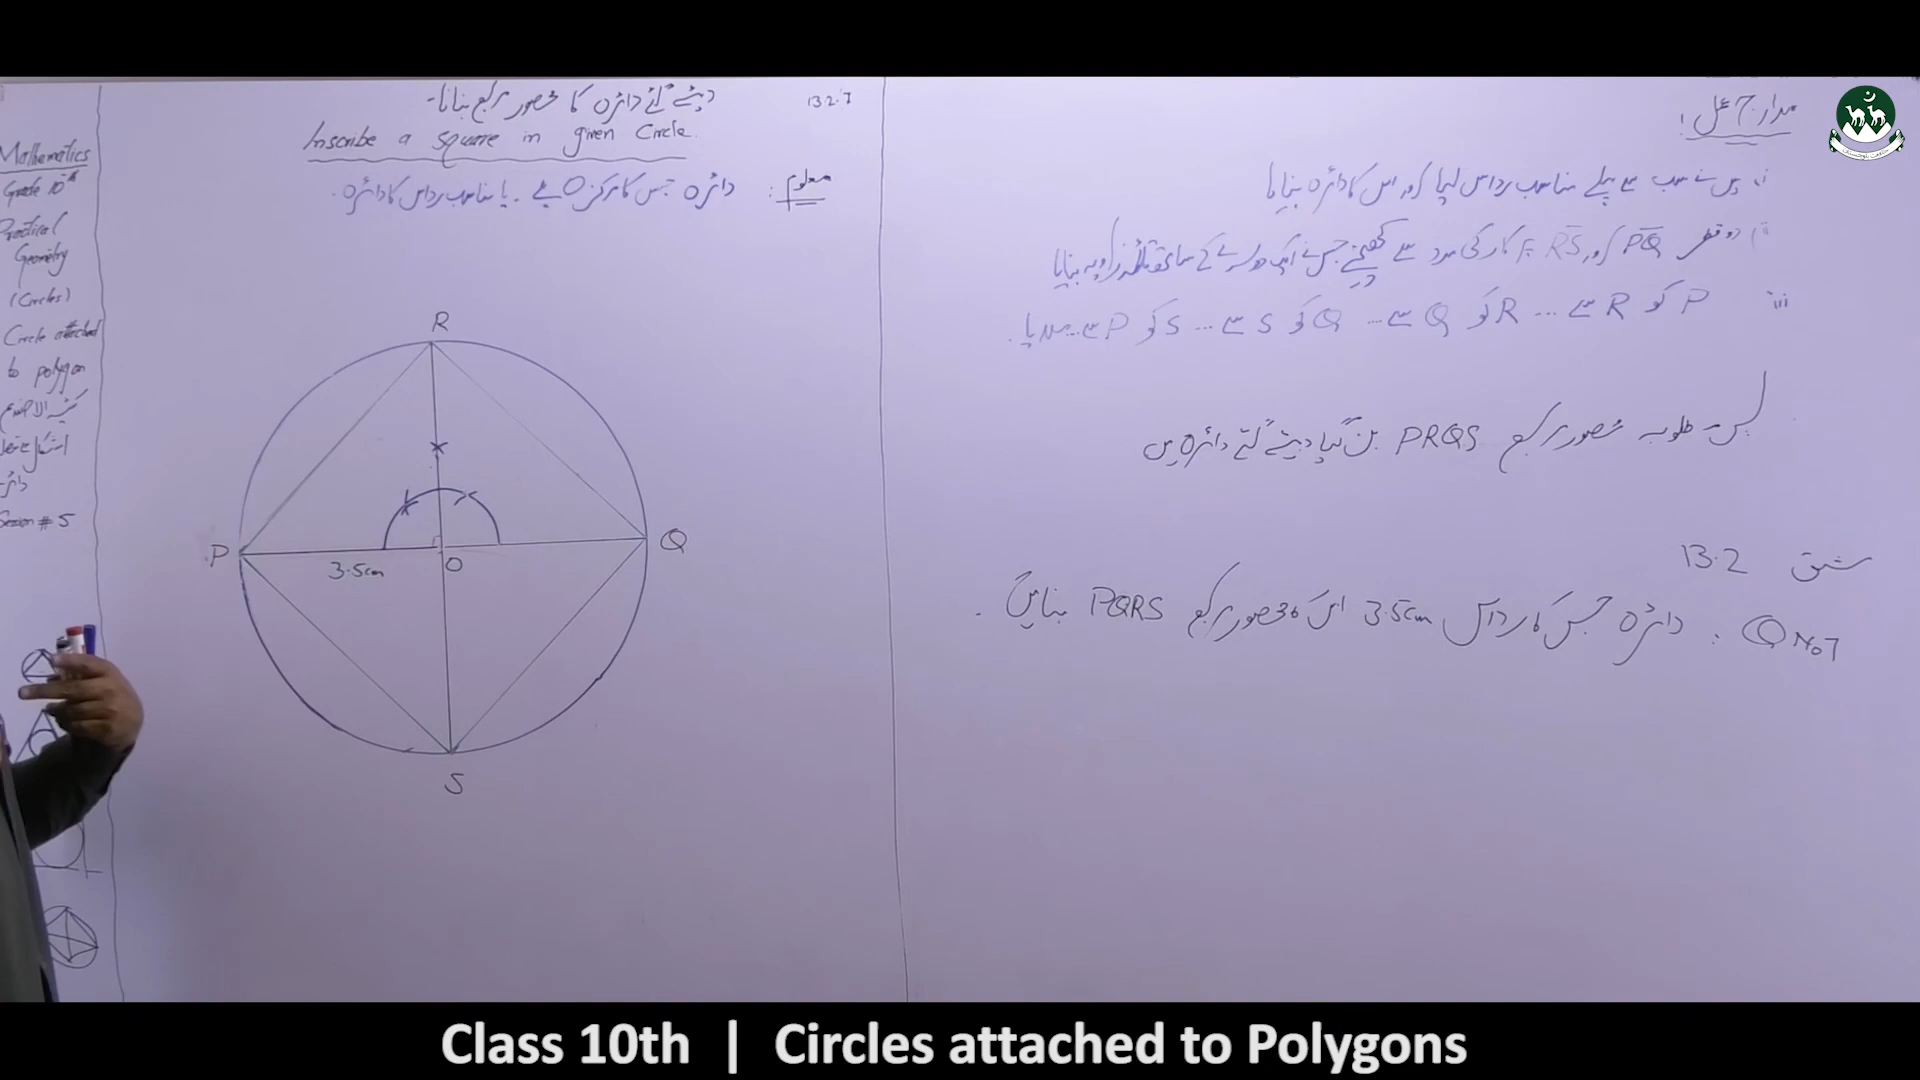 Mathematics
Grade 10th
Practical
Geometry
(Circles)
Circle attached
to polygon
کثیر الاضلاع
Session # 5
دیئے گئے دائرہ کا محصور مربع بنانا۔
13.2.7
Inscribe a square in given Circle.
معلوم: دائرہ جس کا مرکز O ہے۔ یا مناسب رداس کا دائرہ۔
R
P
Q
3.5cm
O
S
مدارج عمل:
i. میں نے سب سے پہلے مناسب رداس لیا اور اس کا دائرہ بنایا
ii) دو قطر PQ اور RS پرکار کی مدد سے کھینچ دیئے جس نے ایک دوسرے کے ساتھ قائمہ زاویہ بنایا
iii P کو R سے ... R کو Q سے ... Q کو S سے ... S کو P سے ملا دیا۔
پس مطلوبہ محصور مربع PRQS بن گیا دیئے گئے دائرہ میں
مشق 13.2
Q No 7 : دائرہ جس کا رداس 3.5cm اس کا محصور مربع PQRS بنائیں۔
Class 10th | Circles attached to Polygons